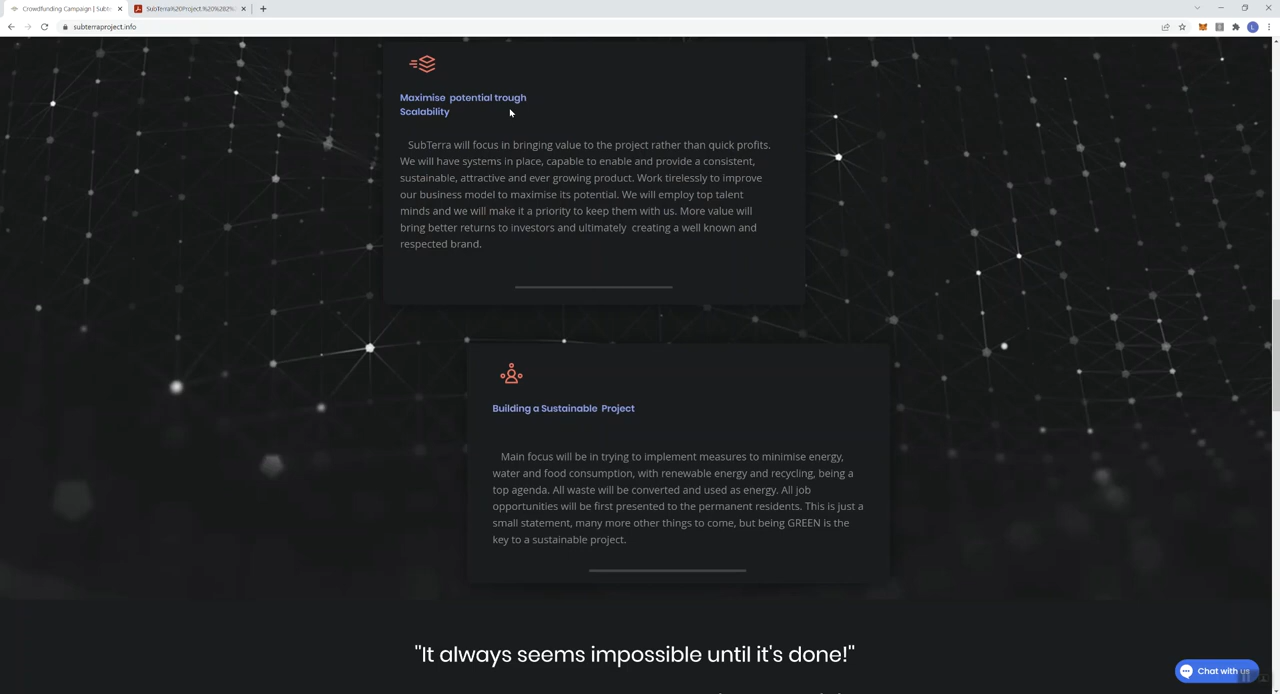 Crowdfunding Campaign | Subt
SubTerra%20Project.%20%282%
subterraproject.info
Maximise potential trough
Scalability
SubTerra will focus in bringing value to the project rather than quick profits.
We will have systems in place, capable to enable and provide a consistent,
sustainable, attractive and ever growing product. Work tirelessly to improve
our business model to maximise its potential. We will employ top talent
minds and we will make it a priority to keep them with us. More value will
bring better returns to investors and ultimately creating a well known and
respected brand.
Building a Sustainable Project
Main focus will be in trying to implement measures to minimise energy,
water and food consumption, with renewable energy and recycling, being a
top agenda. All waste will be converted and used as energy. All job
opportunities will be first presented to the permanent residents. This is just a
small statement, many more other things to come, but being GREEN is the
key to a sustainable project.
"It always seems impossible until it's done!"
Chat with us